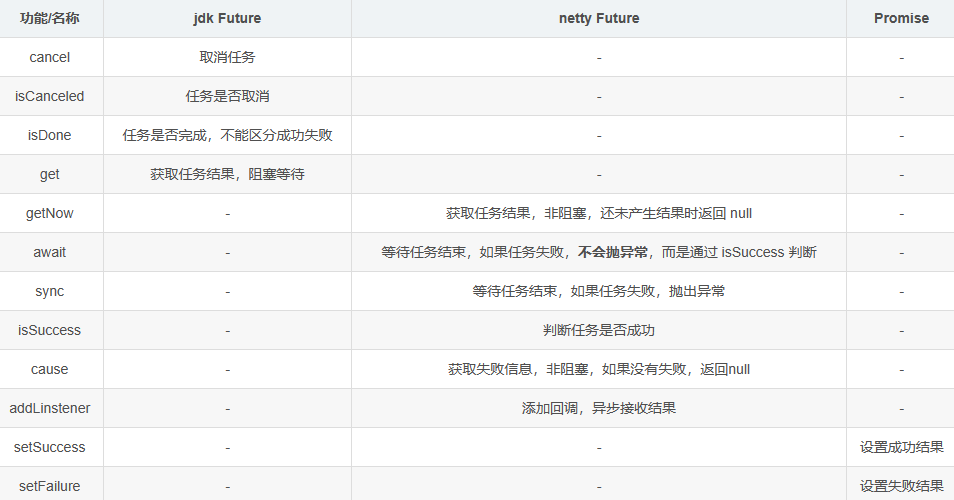 功能/名称 jdk Future netty Future Promise
cancel 取消任务 - -
isCanceled 任务是否取消 - -
isDone 任务是否完成，不能区分成功失败 - -
get 获取任务结果，阻塞等待 - -
getNow - 获取任务结果，非阻塞，还未产生结果时返回 null -
await - 等待任务结束，如果任务失败，不会抛异常，而是通过 isSuccess 判断 -
sync - 等待任务结束，如果任务失败，抛出异常 -
isSuccess - 判断任务是否成功 -
cause - 获取失败信息，非阻塞，如果没有失败，返回null -
addLinstener - 添加回调，异步接收结果 -
setSuccess - - 设置成功结果
setFailure - - 设置失败结果